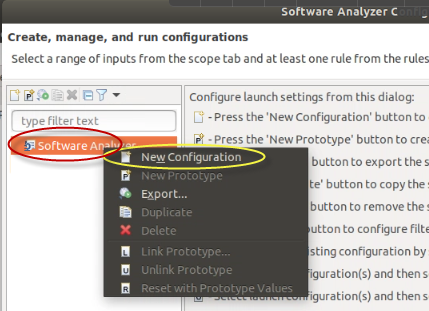 Software Analyzer C
Create, manage, and run configurations
Select a range of inputs from the scope tab and at least one rule from the rules
type filter text
Software Analyzer
Configure launch settings from this dialog:
- Press the 'New Configuration' button to
- Press the 'New Prototype' button to crea
button to export the s
te' button to copy the s
button to remove the s
button to configure filte
isting configuration by s
figuration(s) and then se
- Select launch configuration(s) and then s
New Configuration
New Prototype
Export...
Duplicate
Delete
Link Prototype...
Unlink Prototype
Reset with Prototype Values